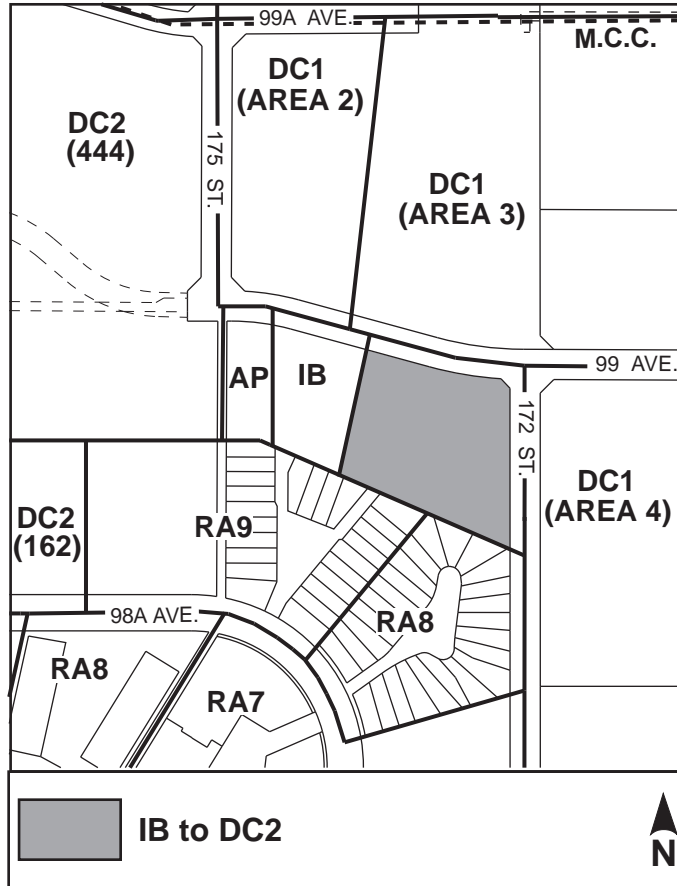 99A AVE.
M.C.C.
DC1
(AREA 2)
DC2
(444)
175 ST.
DC1
(AREA 3)
AP
IB
99 AVE.
172 ST.
DC1
(AREA 4)
DC2
(162)
RA9
98A AVE.
RA8
RA8
RA7
IB to DC2
N